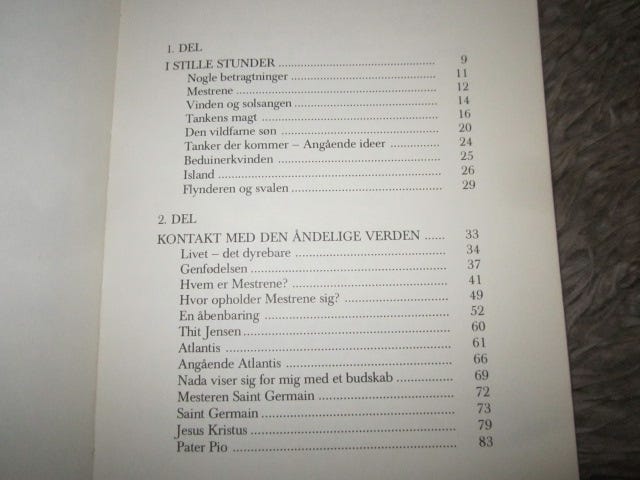 1. DEL
I STILLE STUNDER ........................................ 9
Nogle betragtninger ........................................ 11
Mestrene ........................................ 12
Vinden og solsangen ........................................ 14
Tankens magt ........................................ 16
Den vildfarne søn ........................................ 20
Tanker der kommer – Angående ideer .............. 24
Beduinerkvinden ........................................ 25
Island ........................................ 26
Flynderen og svalen ........................................ 29
2. DEL
KONTAKT MED DEN ÅNDELIGE VERDEN ...... 33
Livet – det dyrebare ........................................ 34
Genfødelsen ........................................ 37
Hvem er Mestrene? ........................................ 41
Hvor opholder Mestrene sig? ........................................ 49
En åbenbaring ........................................ 52
Thit Jensen ........................................ 60
Atlantis ........................................ 61
Angående Atlantis ........................................ 66
Nada viser sig for mig med et budskab .............. 69
Mesteren Saint Germain ........................................ 72
Saint Germain ........................................ 73
Jesus Kristus ........................................ 79
Pater Pio ........................................ 83